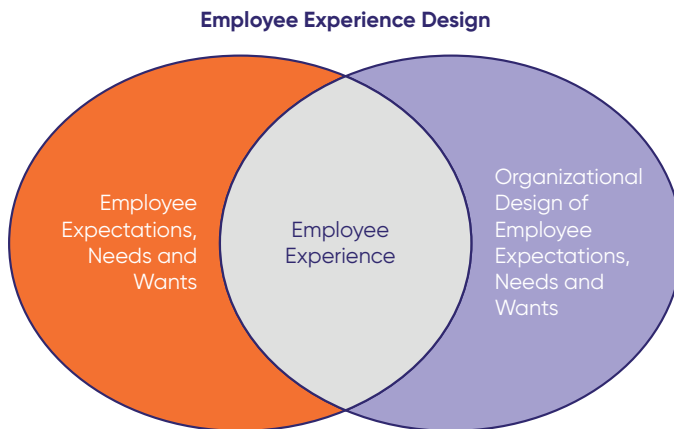 Employee Experience Design
Employee
Expectations,
Needs and
Wants
Employee
Experience
Organizational
Design of
Employee
Expectations,
Needs and
Wants